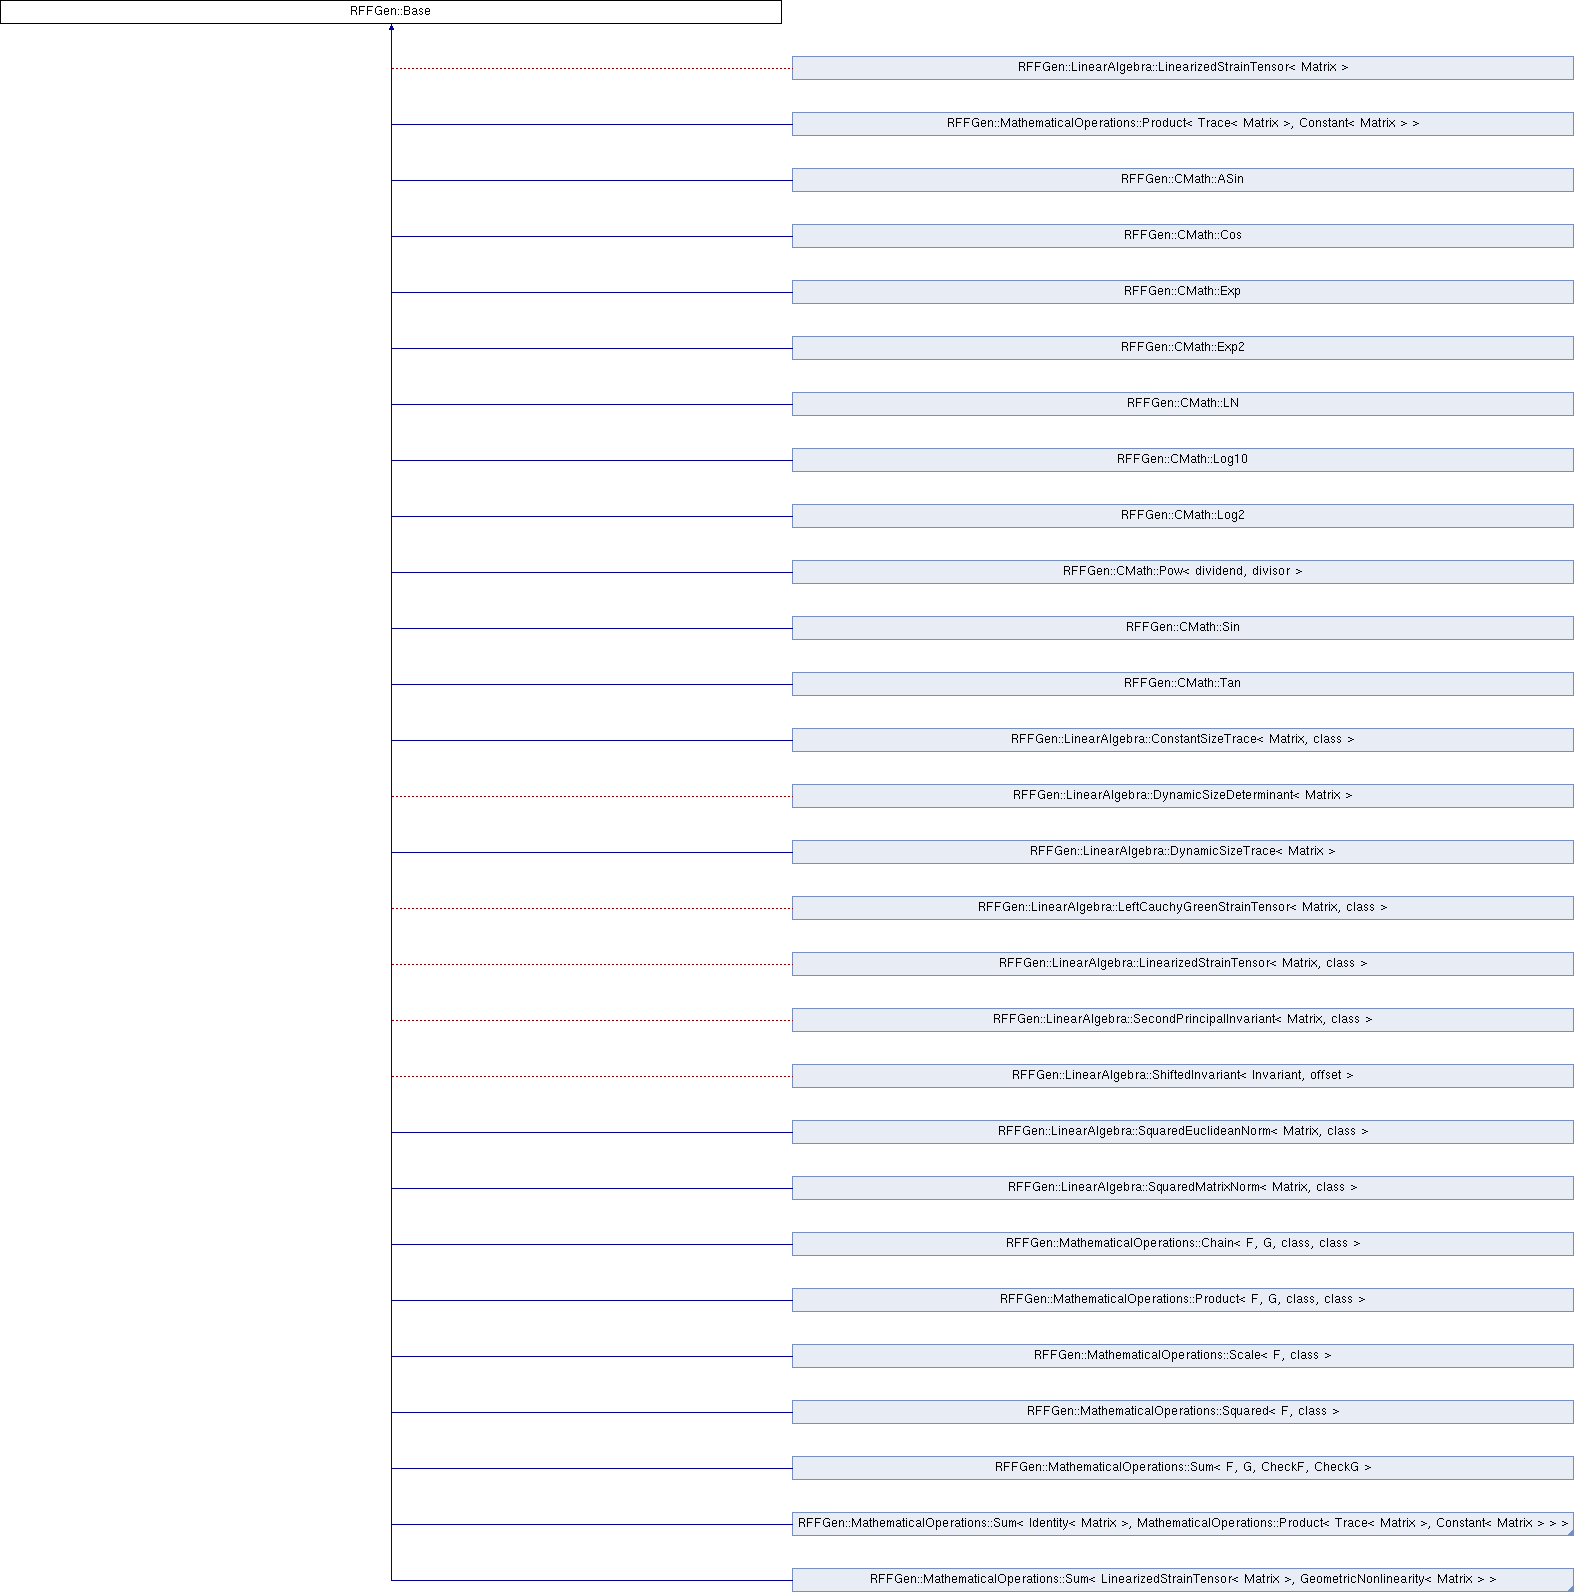 RFFGen::Base
RFFGen::LinearAlgebra::LinearizedStrainTensor< Matrix >
RFFGen::MathematicalOperations::Product< Trace< Matrix >, Constant< Matrix > >
RFFGen::CMath::ASin
RFFGen::CMath::Cos
RFFGen::CMath::Exp
RFFGen::CMath::Exp2
RFFGen::CMath::LN
RFFGen::CMath::Log10
RFFGen::CMath::Log2
RFFGen::CMath::Pow< dividend, divisor >
RFFGen::CMath::Sin
RFFGen::CMath::Tan
RFFGen::LinearAlgebra::ConstantSizeTrace< Matrix, class >
RFFGen::LinearAlgebra::DynamicSizeDeterminant< Matrix >
RFFGen::LinearAlgebra::DynamicSizeTrace< Matrix >
RFFGen::LinearAlgebra::LeftCauchyGreenStrainTensor< Matrix, class >
RFFGen::LinearAlgebra::LinearizedStrainTensor< Matrix, class >
RFFGen::LinearAlgebra::SecondPrincipalInvariant< Matrix, class >
RFFGen::LinearAlgebra::ShiftedInvariant< Invariant, offset >
RFFGen::LinearAlgebra::SquaredEuclideanNorm< Matrix, class >
RFFGen::LinearAlgebra::SquaredMatrixNorm< Matrix, class >
RFFGen::MathematicalOperations::Chain< F, G, class, class >
RFFGen::MathematicalOperations::Product< F, G, class, class >
RFFGen::MathematicalOperations::Scale< F, class >
RFFGen::MathematicalOperations::Squared< F, class >
RFFGen::MathematicalOperations::Sum< F, G, CheckF, CheckG >
RFFGen::MathematicalOperations::Sum< Identity< Matrix >, MathematicalOperations::Product< Trace< Matrix >, Constant< Matrix > > >
RFFGen::MathematicalOperations::Sum< LinearizedStrainTensor< Matrix >, GeometricNonlinearity< Matrix > >